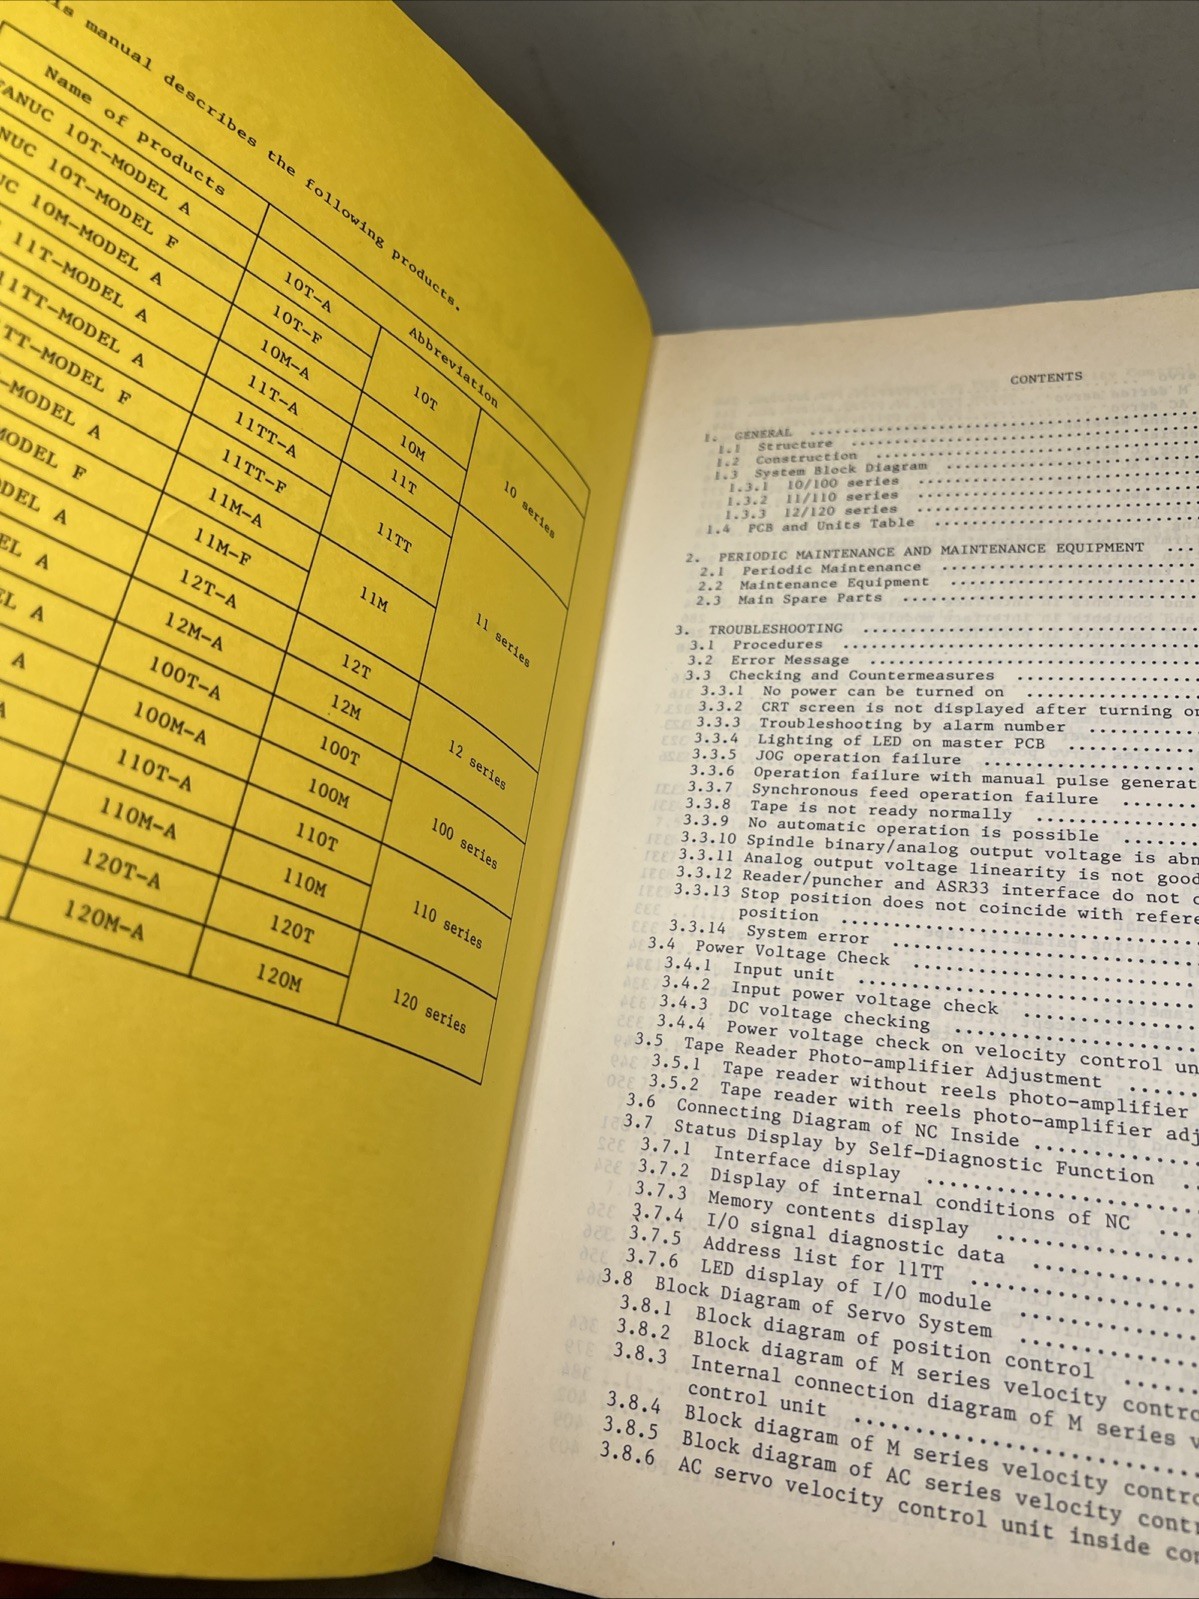 is manual describes the following products.
Name of products
Abbreviation
FANUC 10T-MODEL A
10T-A
10T
10 series
NUC 10T-MODEL F
10T-F
UC 10M-MODEL A
10M-A
10M
11T-MODEL A
11T-A
11T
11 series
11TT-MODEL A
11TT-A
11TT
TT-MODEL F
11TT-F
-MODEL A
11M-A
11M
MODEL F
11M-F
ODEL A
12T-A
12T
12 series
EL A
12M-A
12M
EL A
100T-A
100T
100 series
A
100M-A
100M
A
110T-A
110T
110 series
110M-A
110M
120T-A
120T
120 series
120M-A
120M
CONTENTS
1. GENERAL
1.1 Structure
1.2 Construction
1.3 System Block Diagram
1.3.1 10/100 series
1.3.2 11/110 series
1.3.3 12/120 series
1.4 PCB and Units Table
2. PERIODIC MAINTENANCE AND MAINTENANCE EQUIPMENT
2.1 Periodic Maintenance
2.2 Maintenance Equipment
2.3 Main Spare Parts
3. TROUBLESHOOTING
3.1 Procedures
3.2 Error Message
3.3 Checking and Countermeasures
3.3.1 No power can be turned on
3.3.2 CRT screen is not displayed after turning on
3.3.3 Troubleshooting by alarm number
3.3.4 Lighting of LED on master PCB
3.3.5 JOG operation failure
3.3.6 Operation failure with manual pulse generat
3.3.7 Synchronous feed operation failure
3.3.8 Tape is not ready normally
3.3.9 No automatic operation is possible
3.3.10 Spindle binary/analog output voltage is abn
3.3.11 Analog output voltage linearity is not good
3.3.12 Reader/puncher and ASR33 interface do not
3.3.13 Stop position does not coincide with refere
position
3.3.14 System error
3.4 Power Voltage Check
3.4.1 Input unit
3.4.2 Input power voltage check
3.4.3 DC voltage checking
3.4.4 Power voltage check on velocity control un
3.5 Tape Reader Photo-amplifier Adjustment
3.5.1 Tape reader without reels photo-amplifier
3.5.2 Tape reader with reels photo-amplifier adj
3.6 Connecting Diagram of NC Inside
3.7 Status Display by Self-Diagnostic Function
3.7.1 Interface display
3.7.2 Display of internal conditions of NC
3.7.3 Memory contents display
3.7.4 I/O signal diagnostic data
3.7.5 Address list for 11TT
3.7.6 LED display of I/O module
3.8 Block Diagram of Servo System
3.8.1 Block diagram of position control
3.8.2 Block diagram of M series velocity contro
3.8.3 Internal connection diagram of M series v
control unit
3.8.4 Block diagram of M series velocity contro
3.8.5 Block diagram of AC series velocity contr
3.8.6 AC servo velocity control unit inside con